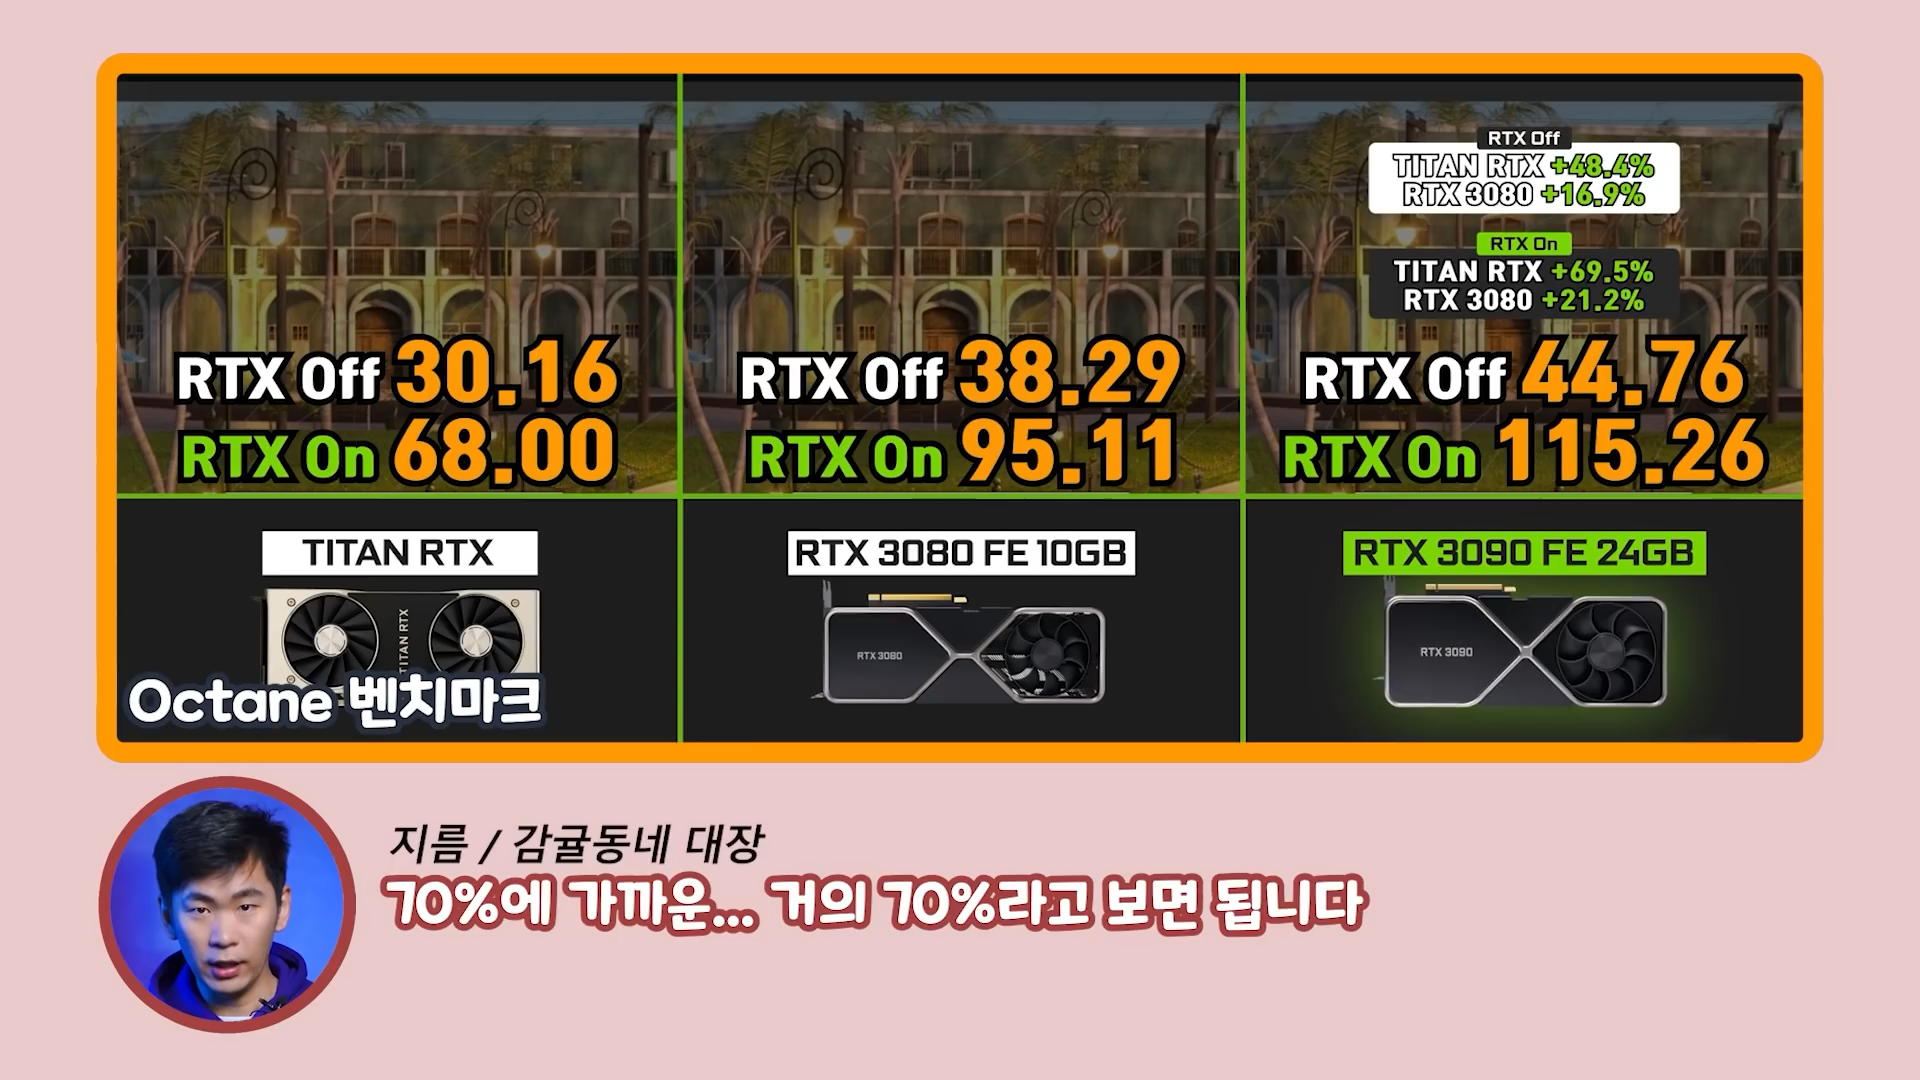 RTX Off
TITAN RTX +48.4%
RTX 3080 +16.9%
RTX On
TITAN RTX +69.5%
RTX 3080 +21.2%
RTX Off 30.16
RTX On 68.00
RTX Off 38.29
RTX On 95.11
RTX Off 44.76
RTX On 115.26
TITAN RTX
RTX 3080 FE 10GB
RTX 3090 FE 24GB
TITAN RTX
RTX 3080
RTX 3090
Octane 벤치마크
지름 / 감귤동네 대장
70%에 가까운... 거의 70%라고 보면 됩니다